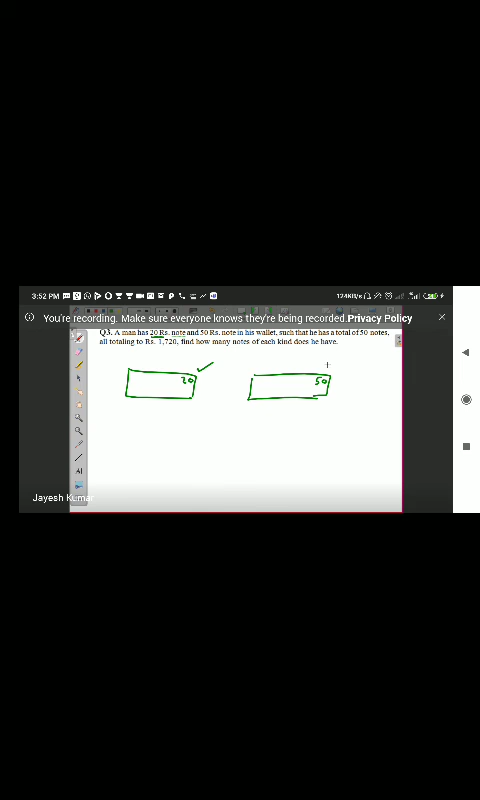 3:52 PM
124KB/s
You're recording. Make sure everyone knows they're being recorded. Privacy Policy
Q3. A man has 20 Rs. note and 50 Rs. note in his wallet, such that he has a total of 50 notes,
all totaling to Rs. 1,720, find how many notes of each kind does he have.
20
50
AI
Jayesh Kumar